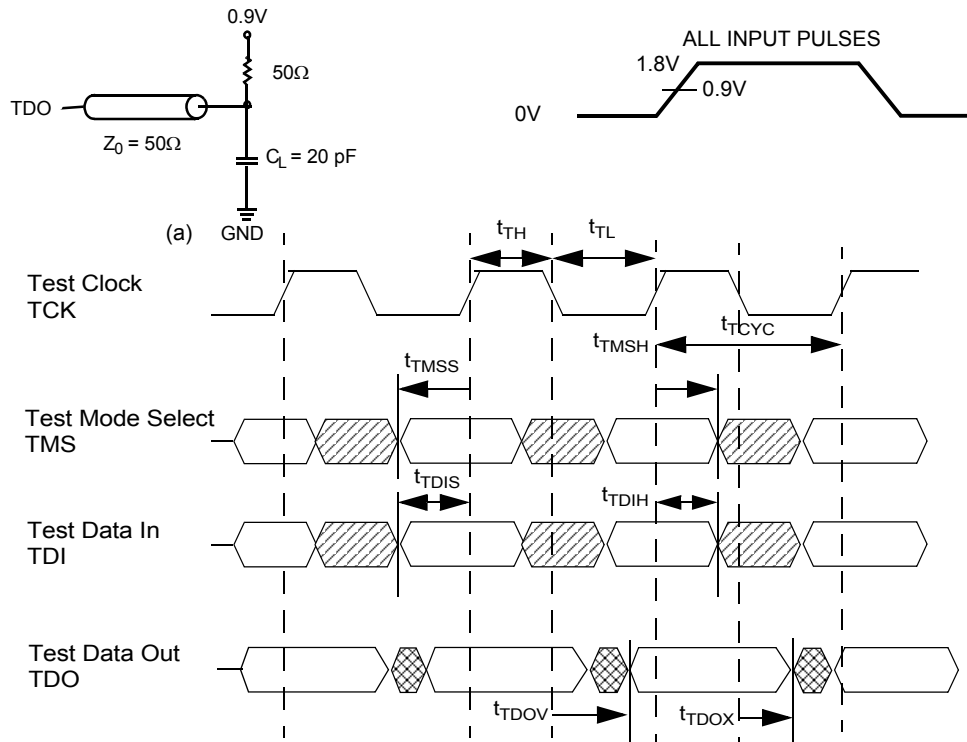 0.9V
50Ω
TDO
Z0 = 50Ω
CL = 20 pF
(a) GND
ALL INPUT PULSES
1.8V
0.9V
0V
tTH
tTL
Test Clock
TCK
tTCYC
tTMSH
tTMSS
Test Mode Select
TMS
tTDIS
tTDIH
Test Data In
TDI
Test Data Out
TDO
tTDOV
tTDOX